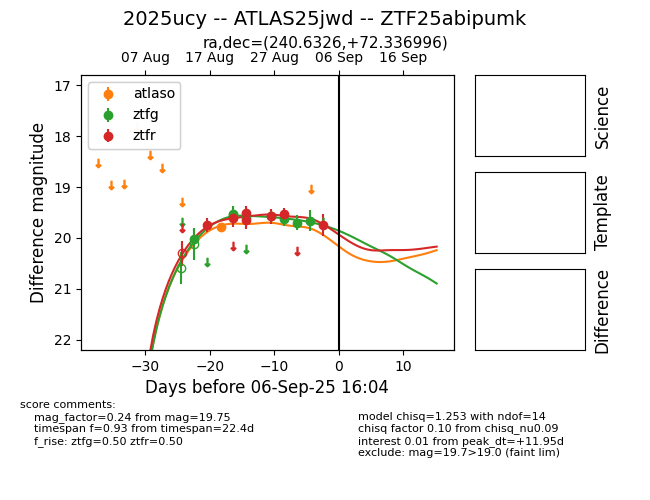 2025ucy -- ATLAS25jwd -- ZTF25abipumk
ra,dec=(240.6326,+72.336996)
07 Aug 17 Aug 27 Aug 06 Sep 16 Sep
atlaso
ztfg
ztfr
17
18
19
20
21
22
Difference magnitude
−30 −20 −10 0 10
Days before 06-Sep-25 16:04
Science
Template
Difference
score comments:
mag_factor=0.24 from mag=19.75
timespan f=0.93 from timespan=22.4d
f_rise: ztfg=0.50 ztfr=0.50
model chisq=1.253 with ndof=14
chisq factor 0.10 from chisq_nu0.09
interest 0.01 from peak_dt=+11.95d
exclude: mag=19.7>19.0 (faint lim)